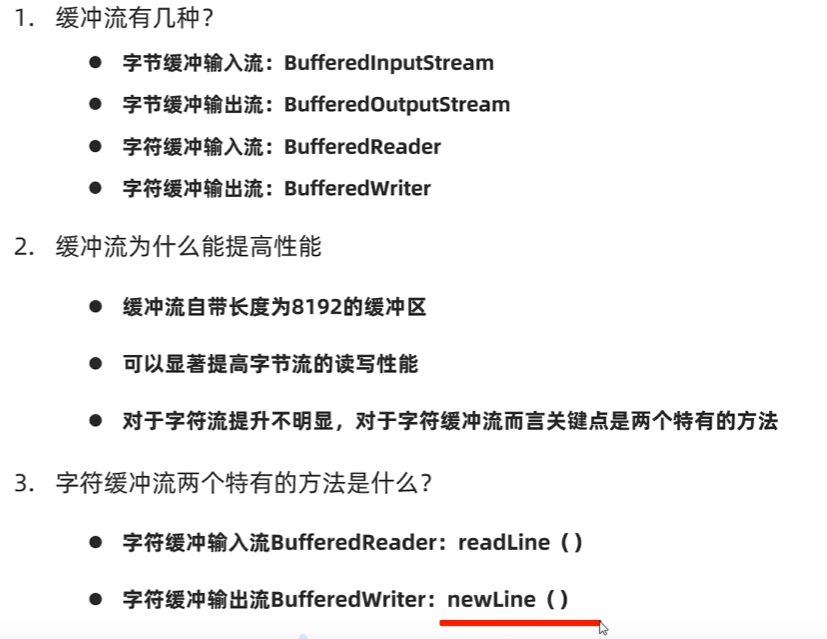 1. 缓冲流有几种?
● 字节缓冲输入流：BufferedInputStream
● 字节缓冲输出流：BufferedOutputStream
● 字符缓冲输入流：BufferedReader
● 字符缓冲输出流：BufferedWriter
2. 缓冲流为什么能提高性能
● 缓冲流自带长度为8192的缓冲区
● 可以显著提高字节流的读写性能
● 对于字符流提升不明显，对于字符缓冲流而言关键点是两个特有的方法
3. 字符缓冲流两个特有的方法是什么？
● 字符缓冲输入流BufferedReader：readLine（）
● 字符缓冲输出流BufferedWriter：newLine（）